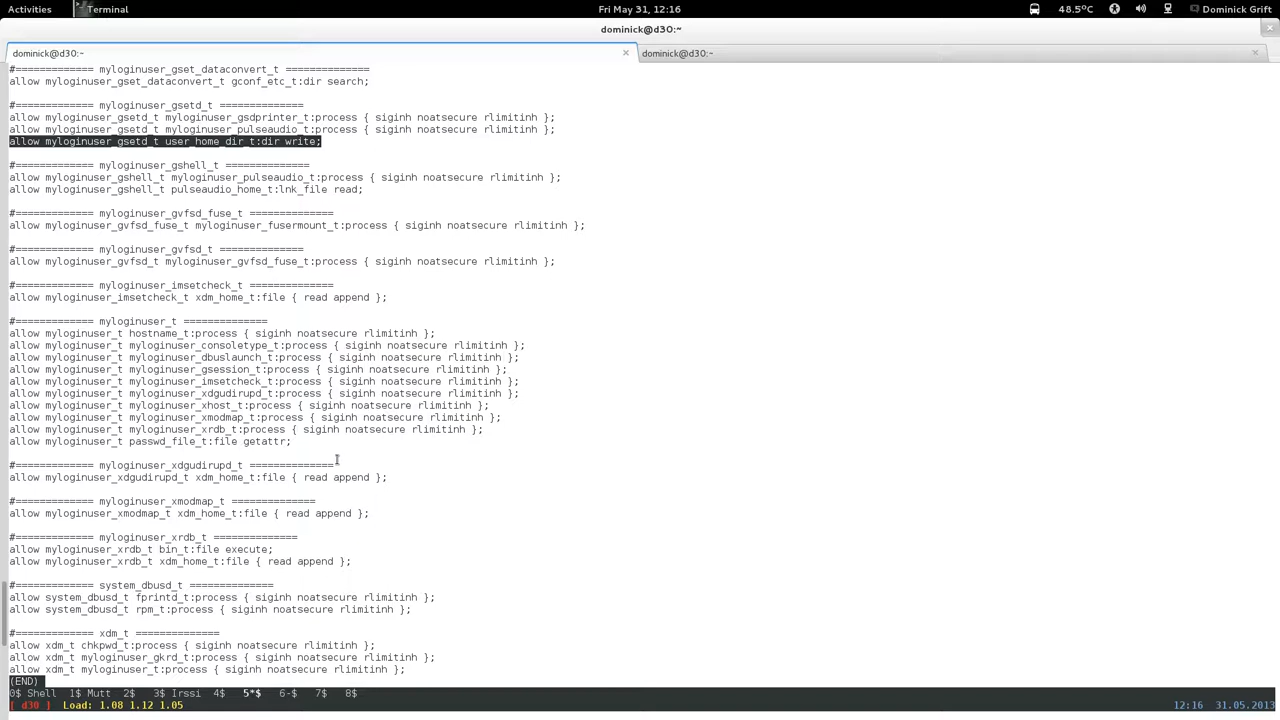 Activities Terminal Fri May 31, 12:16 48.5°C Dominick Grift
dominick@d30:~
dominick@d30:~ dominick@d30:~
#============= myloginuser_gset_dataconvert_t ==============
allow myloginuser_gset_dataconvert_t gconf_etc_t:dir search;
#============= myloginuser_gsetd_t ==============
allow myloginuser_gsetd_t myloginuser_gsdprinter_t:process { siginh noatsecure rlimitinh };
allow myloginuser_gsetd_t myloginuser_pulseaudio_t:process { siginh noatsecure rlimitinh };
allow myloginuser_gsetd_t user_home_dir_t:dir write;
#============= myloginuser_gshell_t ==============
allow myloginuser_gshell_t myloginuser_pulseaudio_t:process { siginh noatsecure rlimitinh };
allow myloginuser_gshell_t pulseaudio_home_t:lnk_file read;
#============= myloginuser_gvfsd_fuse_t ==============
allow myloginuser_gvfsd_fuse_t myloginuser_fusermount_t:process { siginh noatsecure rlimitinh };
#============= myloginuser_gvfsd_t ==============
allow myloginuser_gvfsd_t myloginuser_gvfsd_fuse_t:process { siginh noatsecure rlimitinh };
#============= myloginuser_imsetcheck_t ==============
allow myloginuser_imsetcheck_t xdm_home_t:file { read append };
#============= myloginuser_t ==============
allow myloginuser_t hostname_t:process { siginh noatsecure rlimitinh };
allow myloginuser_t myloginuser_consoletype_t:process { siginh noatsecure rlimitinh };
allow myloginuser_t myloginuser_dbuslaunch_t:process { siginh noatsecure rlimitinh };
allow myloginuser_t myloginuser_gsession_t:process { siginh noatsecure rlimitinh };
allow myloginuser_t myloginuser_imsetcheck_t:process { siginh noatsecure rlimitinh };
allow myloginuser_t myloginuser_xdgudirupd_t:process { siginh noatsecure rlimitinh };
allow myloginuser_t myloginuser_xhost_t:process { siginh noatsecure rlimitinh };
allow myloginuser_t myloginuser_xmodmap_t:process { siginh noatsecure rlimitinh };
allow myloginuser_t myloginuser_xrdb_t:process { siginh noatsecure rlimitinh };
allow myloginuser_t passwd_file_t:file getattr;
#============= myloginuser_xdgudirupd_t ==============
allow myloginuser_xdgudirupd_t xdm_home_t:file { read append };
#============= myloginuser_xmodmap_t ==============
allow myloginuser_xmodmap_t xdm_home_t:file { read append };
#============= myloginuser_xrdb_t ==============
allow myloginuser_xrdb_t bin_t:file execute;
allow myloginuser_xrdb_t xdm_home_t:file { read append };
#============= system_dbusd_t ==============
allow system_dbusd_t fprintd_t:process { siginh noatsecure rlimitinh };
allow system_dbusd_t rpm_t:process { siginh noatsecure rlimitinh };
#============= xdm_t ==============
allow xdm_t chkpwd_t:process { siginh noatsecure rlimitinh };
allow xdm_t myloginuser_gkrd_t:process { siginh noatsecure rlimitinh };
allow xdm_t myloginuser_t:process { siginh noatsecure rlimitinh };
(END)
0$ Shell 1$ Mutt 2$ 3$ Irssi 4$ 5*$ 6-$ 7$ 8$
[ d30 ] Load: 1.08 1.12 1.05 12:16 31.05.2013